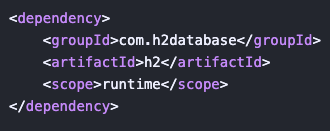 <dependency>
    <groupId>com.h2database</groupId>
    <artifactId>h2</artifactId>
    <scope>runtime</scope>
</dependency>